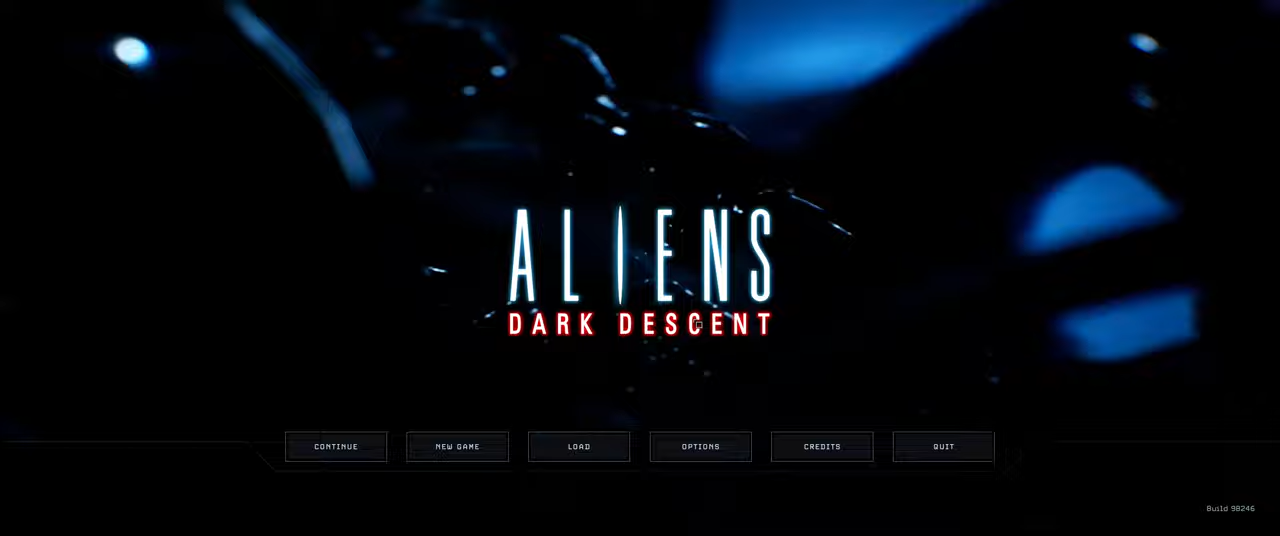 ALIENS
DARK DESCENT
CONTINUE
NEW GAME
LOAD
OPTIONS
CREDITS
QUIT
Build 98246